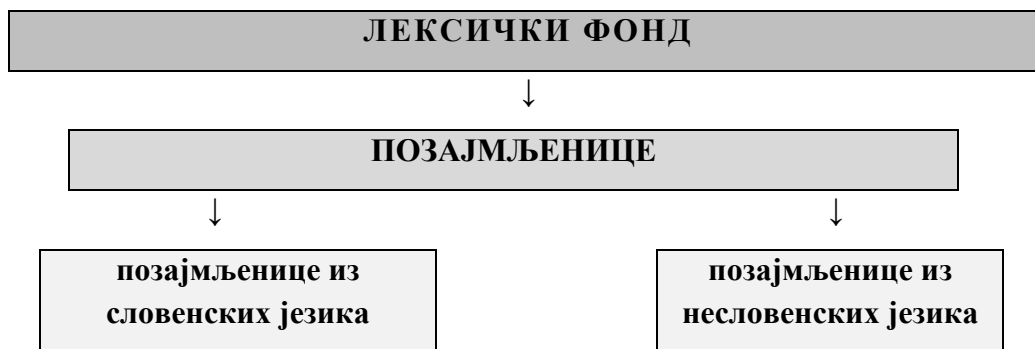 ЛЕКСИЧКИ ФОНД
↓
ПОЗАЈМЉЕНИЦЕ
↓ ↓
позајмљенице из
словенских језика
позајмљенице из
несловенских језика